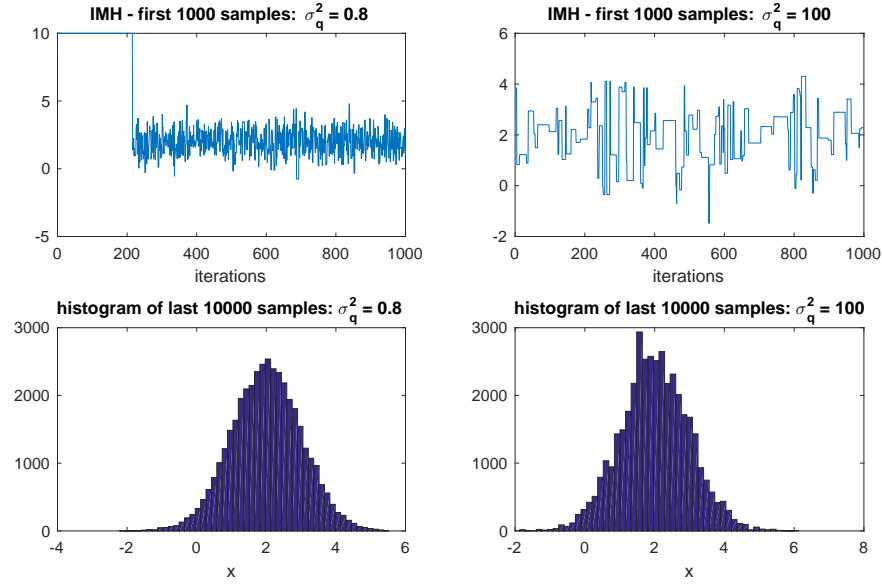 IMH - first 1000 samples: σ_q^2 = 0.8
10
5
0
-5
0 200 400 600 800 1000
iterations
IMH - first 1000 samples: σ_q^2 = 100
6
4
2
0
-2
0 200 400 600 800 1000
iterations
histogram of last 10000 samples: σ_q^2 = 0.8
3000
2000
1000
0
-4 -2 0 2 4 6
x
histogram of last 10000 samples: σ_q^2 = 100
3000
2000
1000
0
-2 0 2 4 6 8
x